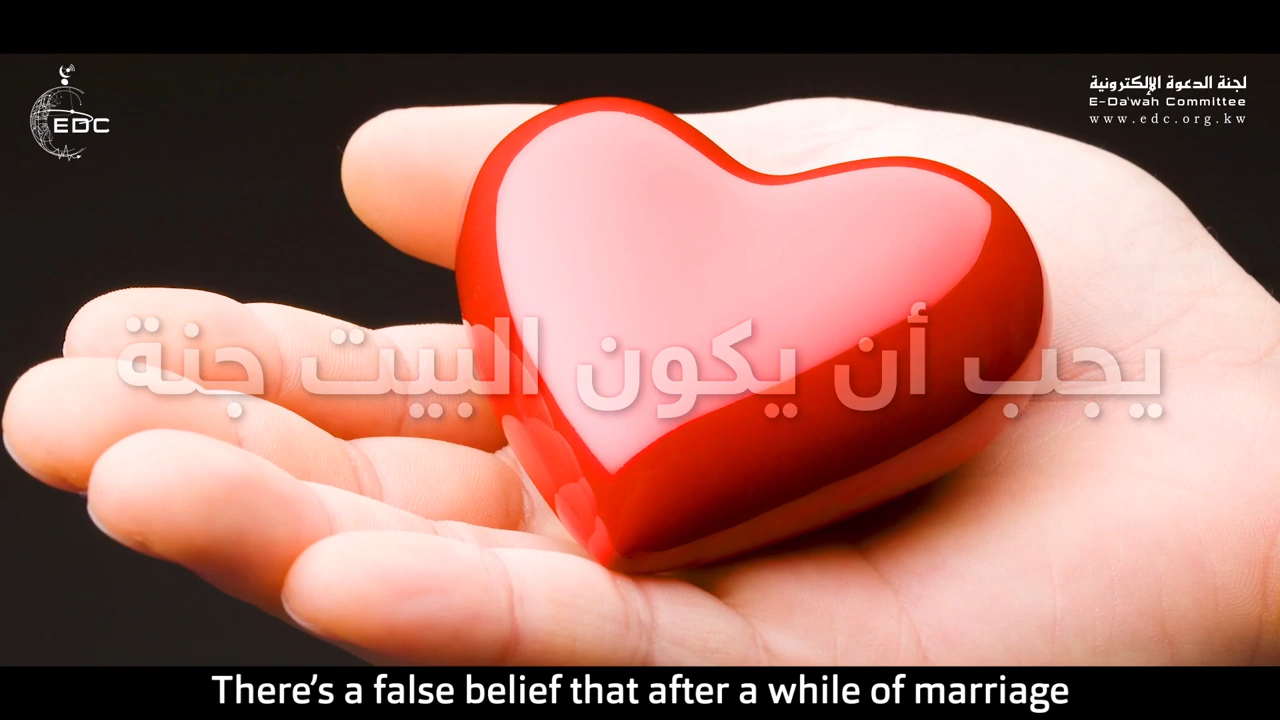 EDC
لجنة الدعوة الإلكترونية
E-Da'wah Committee
www.edc.org.kw
يجب أن يكون البيت جنة
There's a false belief that after a while of marriage